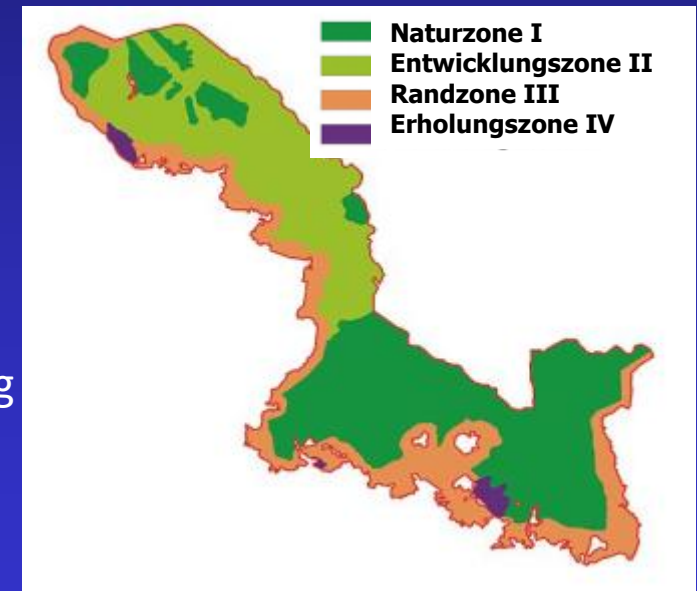 Naturzone I
Entwicklungszone II
Randzone III
Erholungszone IV
g